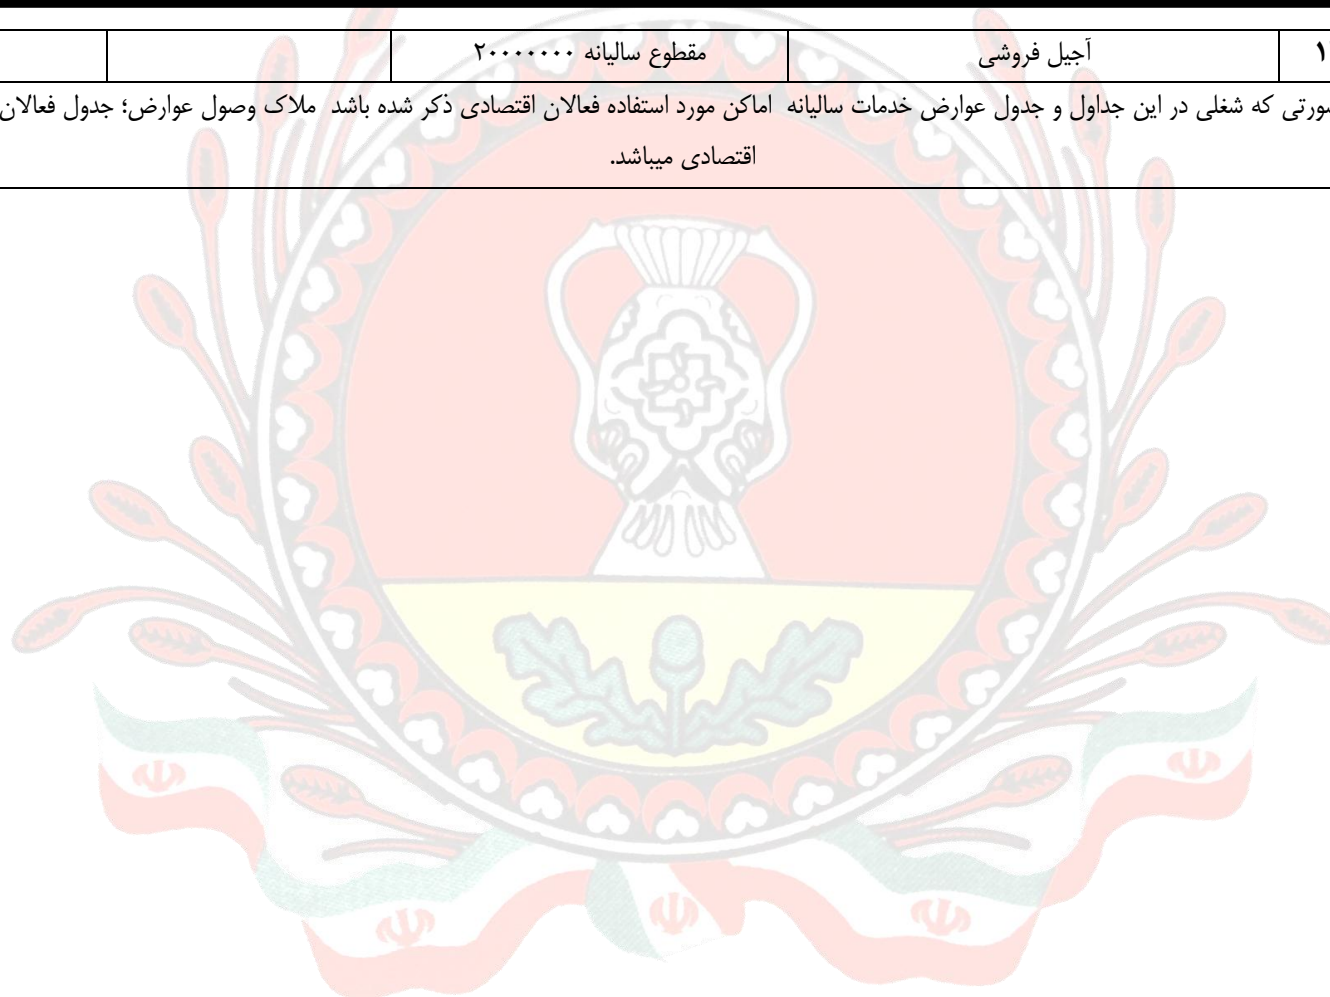 ۱ آجیل فروشی مقطوع سالیانه ۲۰۰۰۰۰۰۰
صورتی که شغلی در این جداول و جدول عوارض خدمات سالیانه اماکن مورد استفاده فعالان اقتصادی ذکر شده باشد ملاک وصول عوارض؛ جدول فعالان
اقتصادی میباشد.